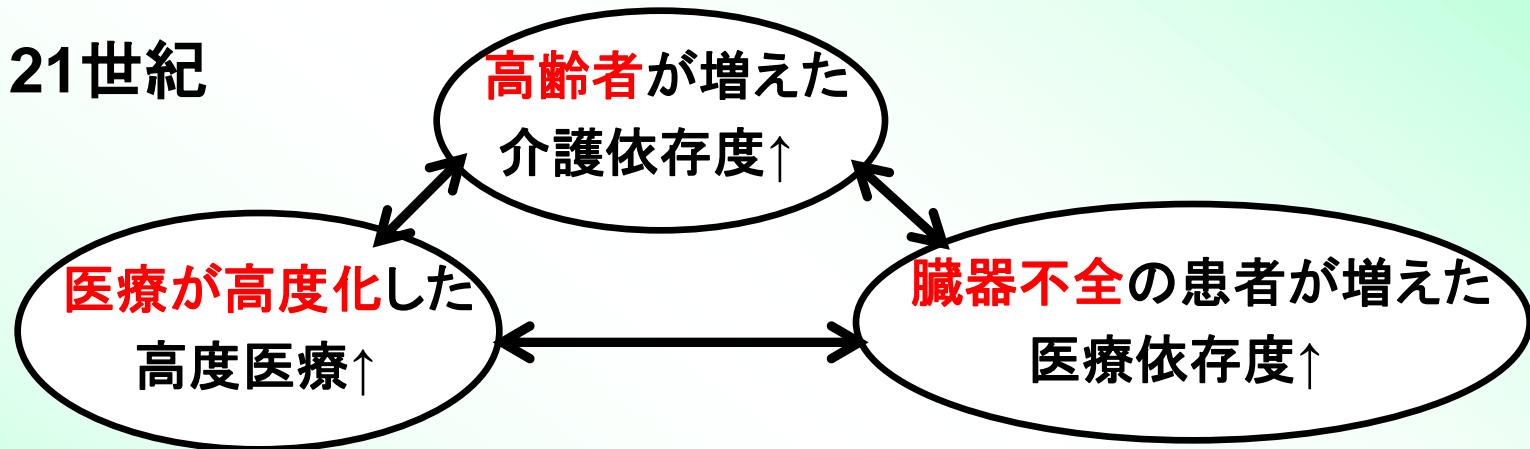 21世紀
高齢者が増えた
介護依存度↑
医療が高度化した
高度医療↑
臓器不全の患者が増えた
医療依存度↑